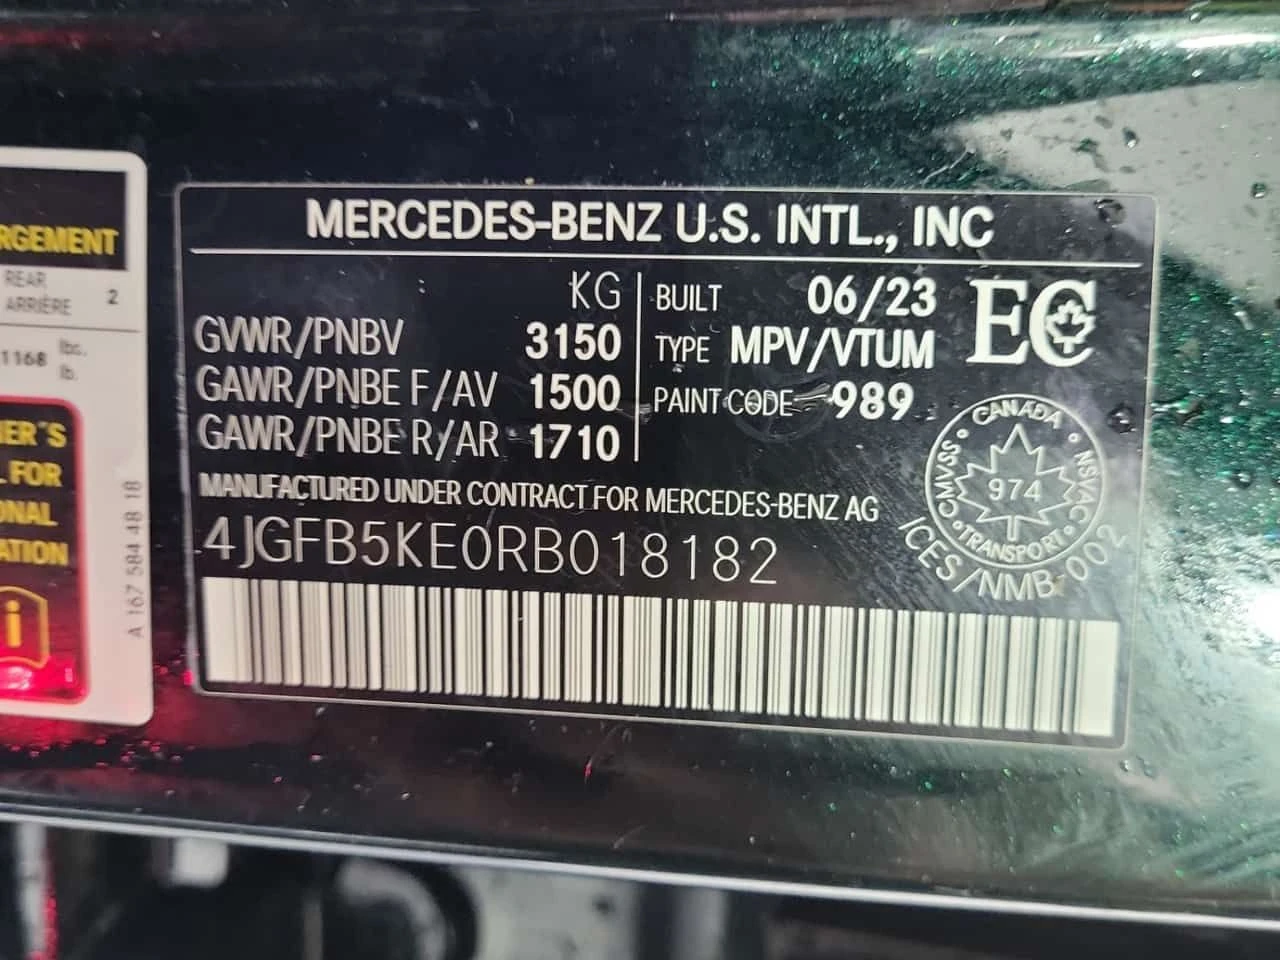 RGEMENT
REAR
ARRIÈRE 2
1168 lbs.
lb.
ER'S
FOR
ONAL
ATION
i
A 167 584 48 18
MERCEDES-BENZ U.S. INTL., INC
KG
GVWR/PNBV 3150
GAWR/PNBE F/AV 1500
GAWR/PNBE R/AR 1710
BUILT 06/23
TYPE MPV/VTUM
PAINT CODE 989
EC
CANADA
CMVSS NSVAC
974
TRANSPORT
ICES/NMB-002
MANUFACTURED UNDER CONTRACT FOR MERCEDES-BENZ AG
4JGFB5KE0RB018182